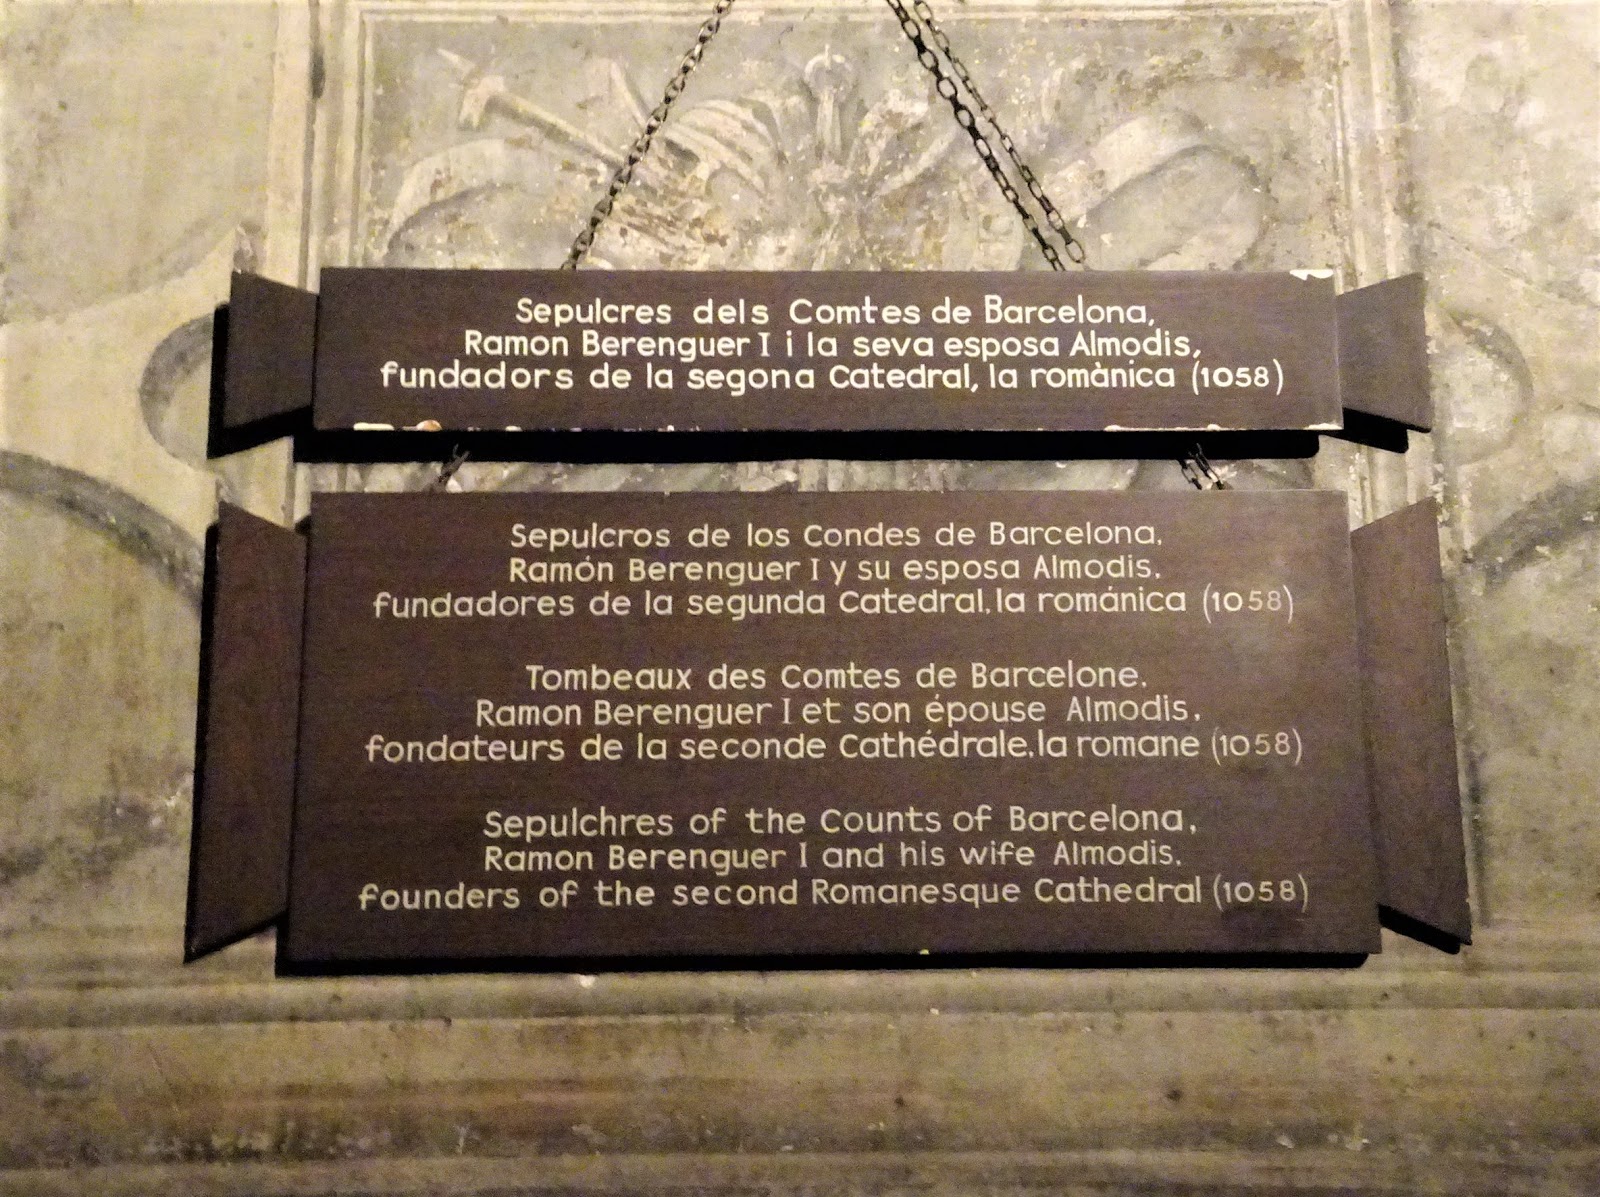 Sepulcres dels Comtes de Barcelona,
Ramon Berenguer I i la seva esposa Almodis,
fundadors de la segona Catedral, la romànica (1058)
Sepulcros de los Condes de Barcelona,
Ramón Berenguer I y su esposa Almodis,
fundadores de la segunda Catedral, la románica (1058)
Tombeaux des Comtes de Barcelone,
Ramon Berenguer I et son épouse Almodis,
fondateurs de la seconde Cathédrale, la romane (1058)
Sepulchres of the Counts of Barcelona,
Ramon Berenguer I and his wife Almodis,
founders of the second Romanesque Cathedral (1058)